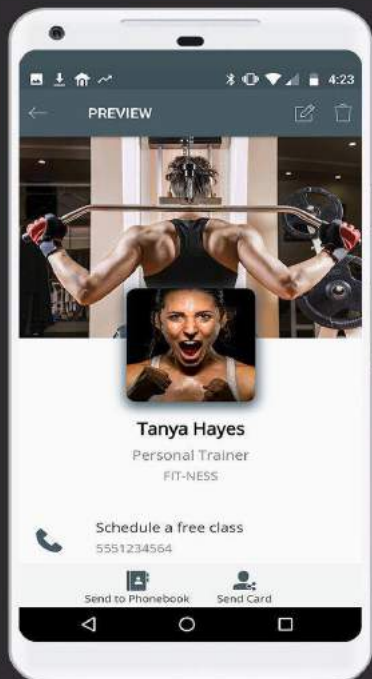 4:23
PREVIEW
Tanya Hayes
Personal Trainer
FIT-NESS
Schedule a free class
5551234564
Send to Phonebook Send Card